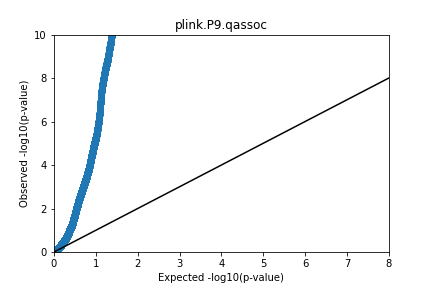 plink.P9.qassoc
10
8
6
4
2
0
Observed -log10(p-value)
0 1 2 3 4 5 6 7 8
Expected -log10(p-value)